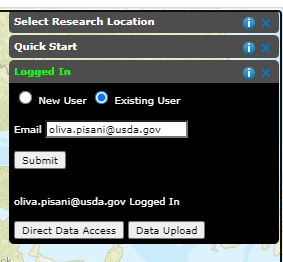 Select Research Location
Quick Start
Logged In
New User Existing User
Email oliva.pisani@usda.gov
Submit
oliva.pisani@usda.gov Logged In
Direct Data Access Data Upload